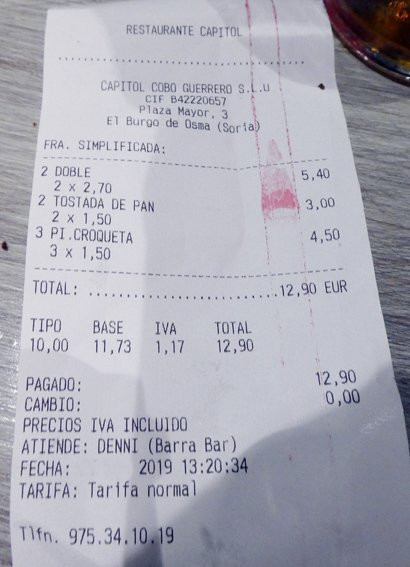 RESTAURANTE CAPITOL
CAPITOL COBO GUERRERO S.L.U
CIF B42220657
Plaza Mayor, 3
El Burgo de Osma (Soria)
FRA. SIMPLIFICADA:
2 DOBLE 5,40
2 x 2,70
2 TOSTADA DE PAN 3,00
2 x 1,50
3 PI.CROQUETA 4,50
3 x 1,50
TOTAL: ........................12,90 EUR
TIPO BASE IVA TOTAL
10,00 11,73 1,17 12,90
PAGADO: 12,90
CAMBIO: 0,00
PRECIOS IVA INCLUIDO
ATIENDE: DENNI (Barra Bar)
FECHA: 2019 13:20:34
TARIFA: Tarifa normal
Tlfn. 975.34.10.19